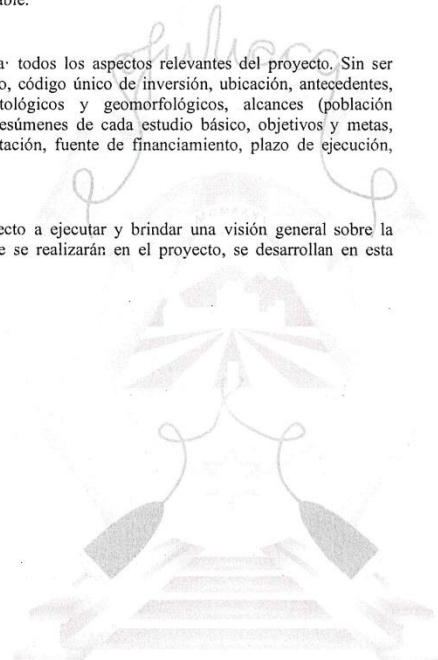 able.
Juliaca
a· todos los aspectos relevantes del proyecto. Sin ser
o, código único de inversión, ubicación, antecedentes,
tológicos y geomorfológicos, alcances (población
esúmenes de cada estudio básico, objetivos y metas,
tación, fuente de financiamiento, plazo de ejecución,
ecto a ejecutar y brindar una visión general sobre la
e se realizarán en el proyecto, se desarrollan en esta